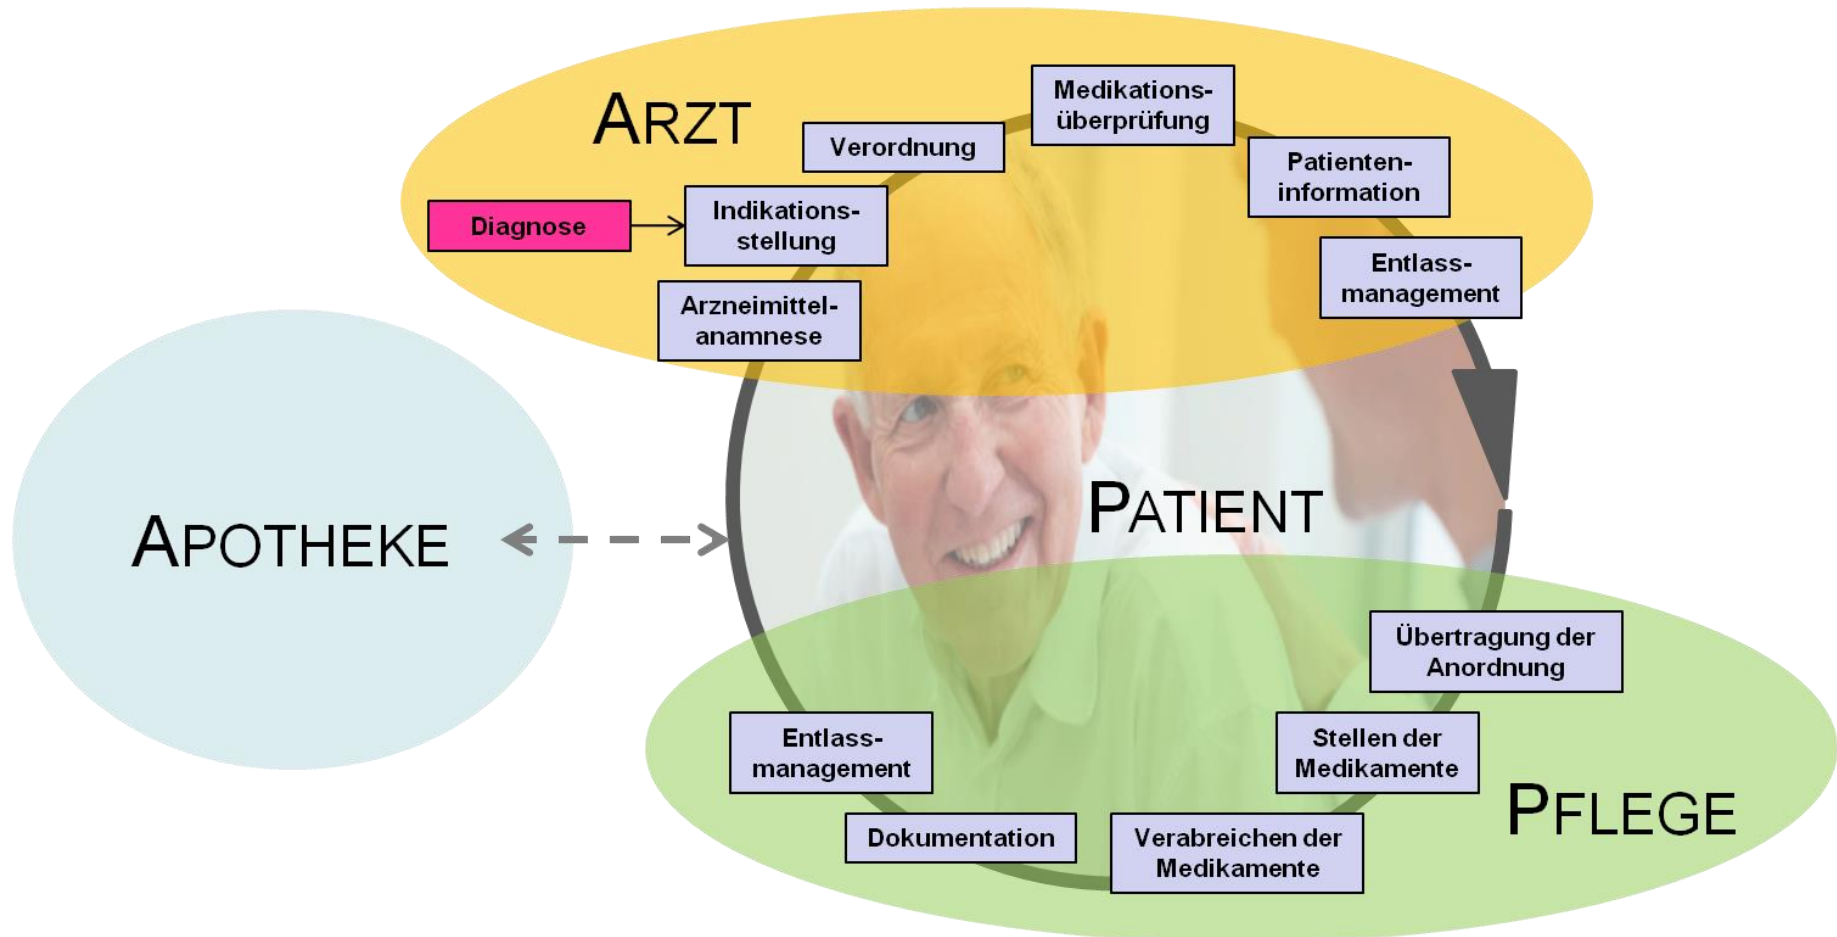 ARZT
Medikations-
überprüfung
Verordnung
Patienten-
information
Diagnose
Indikations-
stellung
Entlass-
management
Arzneimittel-
anamnese
APOTHEKE
PATIENT
Übertragung der
Anordnung
Entlass-
management
Stellen der
Medikamente
PFLEGE
Dokumentation
Verabreichen der
Medikamente